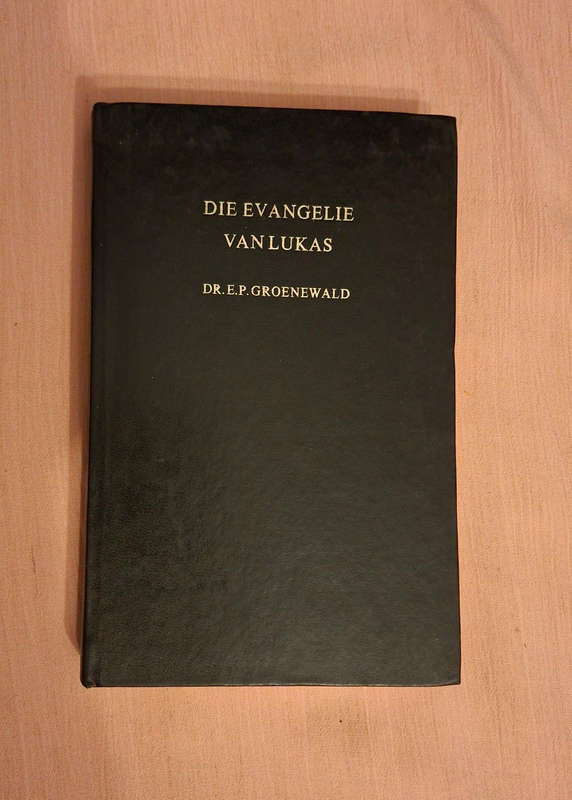 DIE EVANGELIE
VAN LUKAS
DR. E. P. GROENEWALD